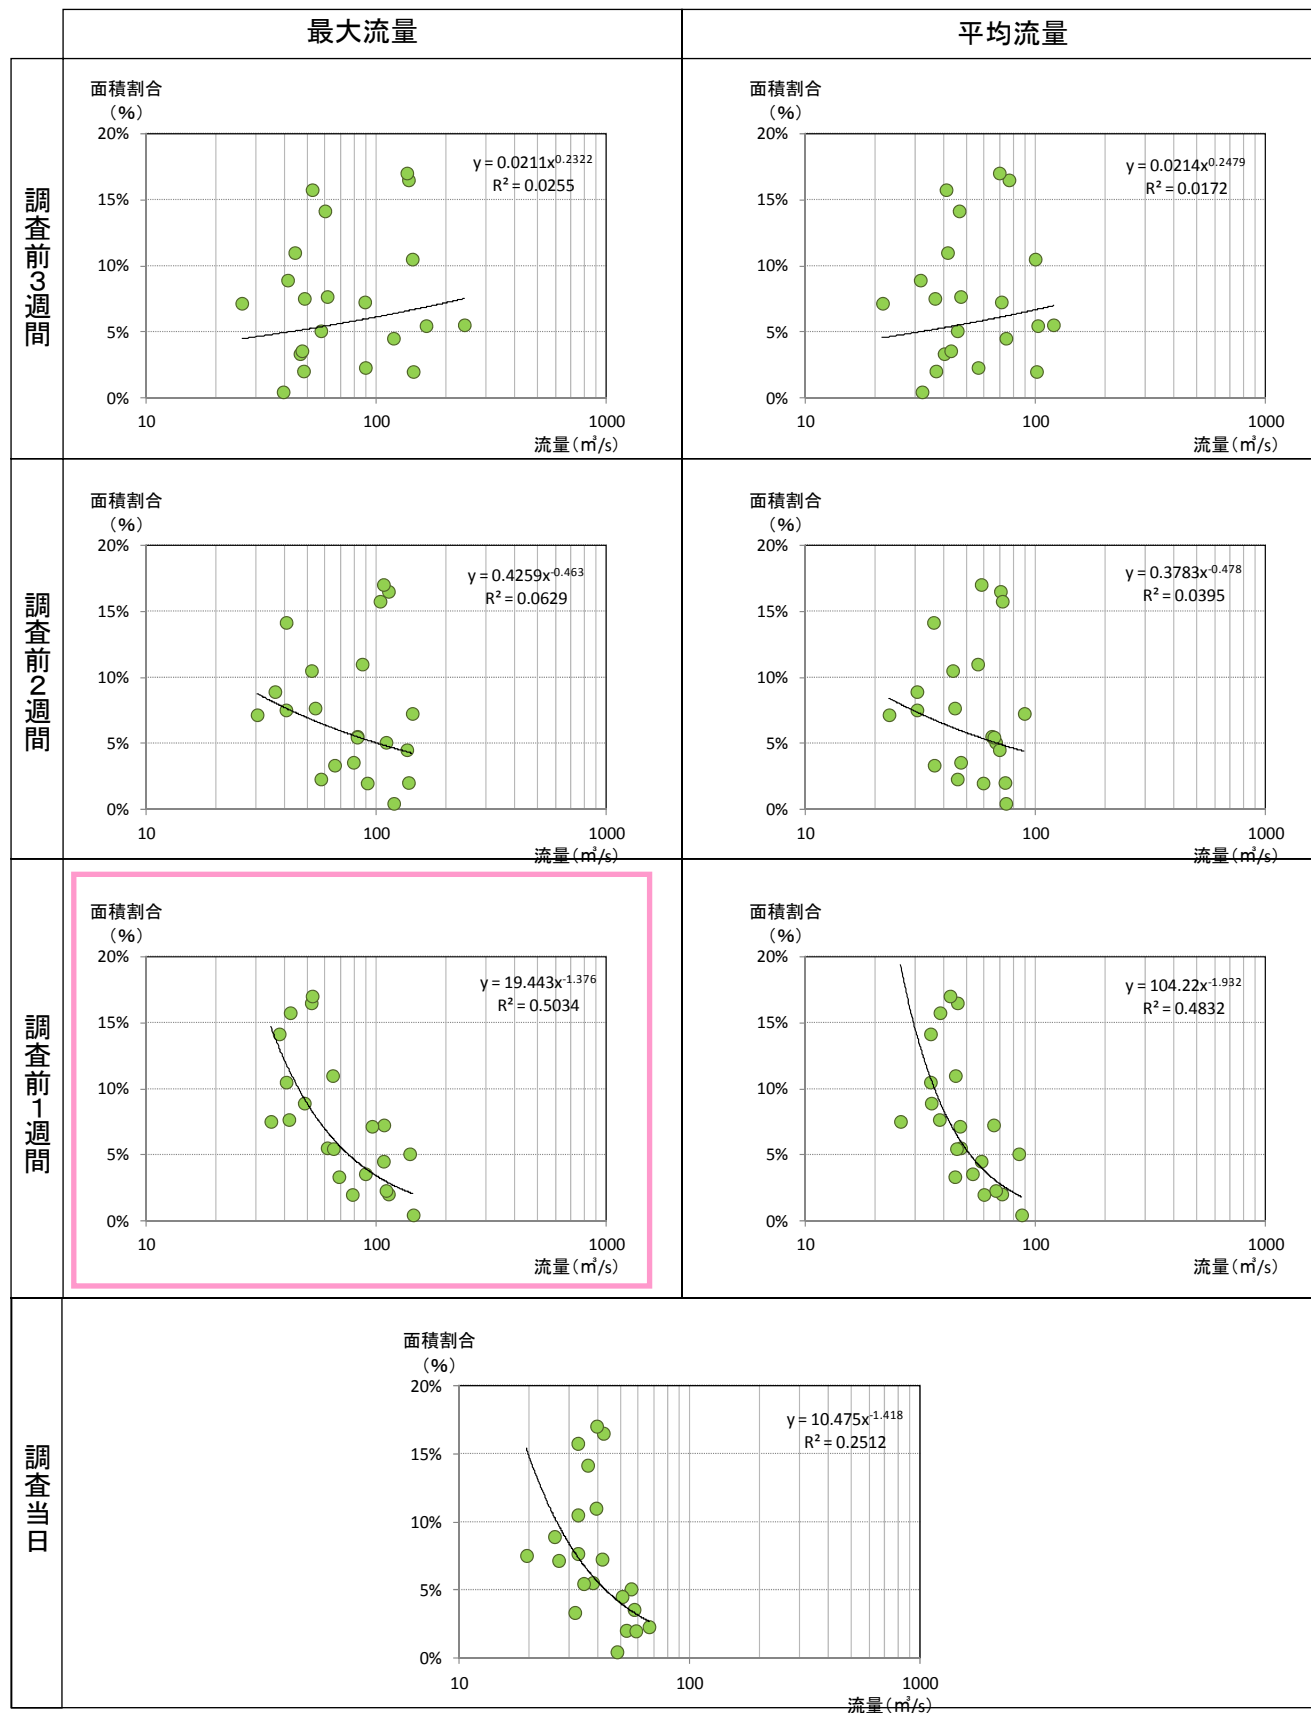 最大流量
平均流量
調査前3週間
面積割合
（%）
20%
15%
10%
5%
0%
10
100
1000
流量（㎥/s）
y = 0.0211x^0.2322
R² = 0.0255
面積割合
（%）
20%
15%
10%
5%
0%
10
100
1000
流量（㎥/s）
y = 0.0214x^0.2479
R² = 0.0172
調査前2週間
面積割合
（%）
20%
15%
10%
5%
0%
10
100
1000
流量（㎥/s）
y = 0.4259x^-0.463
R² = 0.0629
面積割合
（%）
20%
15%
10%
5%
0%
10
100
1000
流量（㎥/s）
y = 0.3783x^-0.478
R² = 0.0395
調査前1週間
面積割合
（%）
20%
15%
10%
5%
0%
10
100
1000
流量（㎥/s）
y = 19.443x^-1.376
R² = 0.5034
面積割合
（%）
20%
15%
10%
5%
0%
10
100
1000
流量（㎥/s）
y = 104.22x^-1.932
R² = 0.4832
調査当日
面積割合
（%）
20%
15%
10%
5%
0%
10
100
1000
流量（㎥/s）
y = 10.475x^-1.418
R² = 0.2512